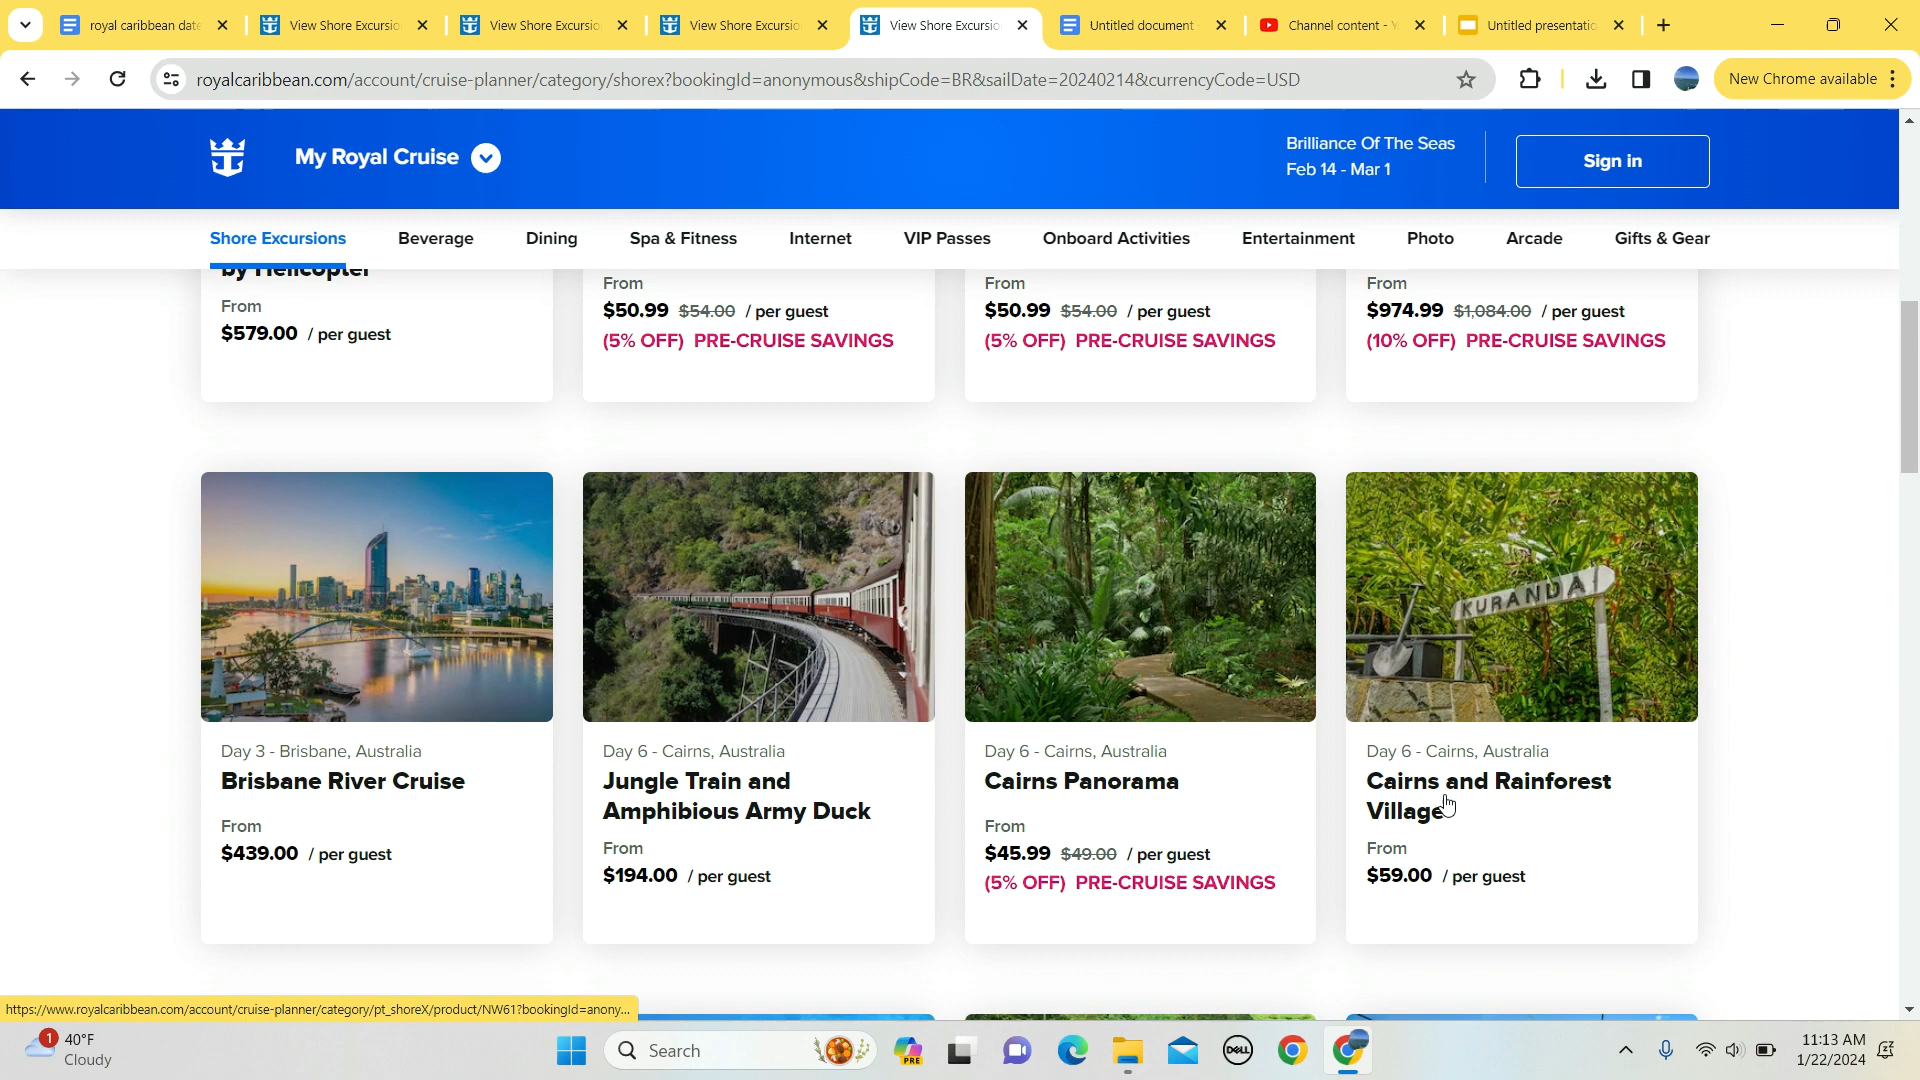 royal caribbean date
View Shore Excursio
View Shore Excursio
View Shore Excursio
View Shore Excursio
Untitled document
Channel content - Y
Untitled presentatio
royalcaribbean.com/account/cruise-planner/category/shorex?bookingId=anonymous&shipCode=BR&sailDate=20240214&currencyCode=USD
New Chrome available
My Royal Cruise
Brilliance Of The Seas
Feb 14 - Mar 1
Sign in
Shore Excursions
Beverage
Dining
Spa & Fitness
Internet
VIP Passes
Onboard Activities
Entertainment
Photo
Arcade
Gifts & Gear
by Helicopter
From
$579.00 / per guest
From
$50.99 $54.00 / per guest
(5% OFF) PRE-CRUISE SAVINGS
From
$50.99 $54.00 / per guest
(5% OFF) PRE-CRUISE SAVINGS
From
$974.99 $1,084.00 / per guest
(10% OFF) PRE-CRUISE SAVINGS
KURANDA
Day 3 - Brisbane, Australia
Brisbane River Cruise
From
$439.00 / per guest
Day 6 - Cairns, Australia
Jungle Train and
Amphibious Army Duck
From
$194.00 / per guest
Day 6 - Cairns, Australia
Cairns Panorama
From
$45.99 $49.00 / per guest
(5% OFF) PRE-CRUISE SAVINGS
Day 6 - Cairns, Australia
Cairns and Rainforest
Village
From
$59.00 / per guest
https://www.royalcaribbean.com/account/cruise-planner/category/pt_shoreX/product/NW61?bookingId=anony...
1
40°F
Cloudy
Search
PRE
DELL
11:13 AM
1/22/2024